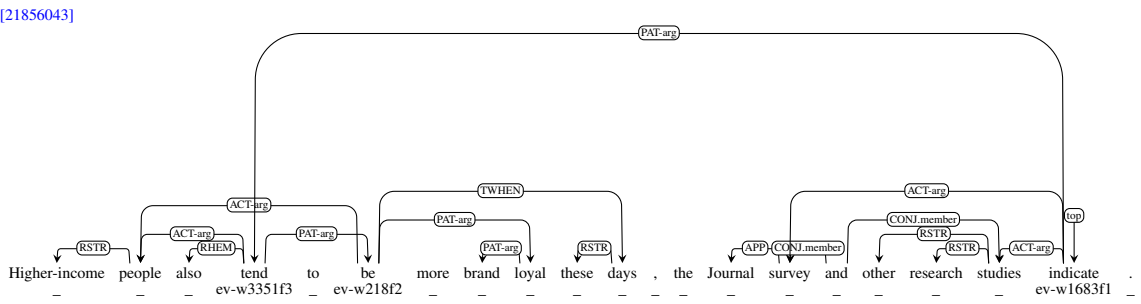 [21856043]
PAT-arg
TWHEN ACT-arg
ACT-arg
PAT-arg CONJ.member top
ACT-arg RSTR
RSTR RHEM PAT-arg PAT-arg RSTR APP CONJ.member RSTR ACT-arg
Higher-income people also tend to be more brand loyal these days , the Journal survey and other research studies indicate .
_ _ _ ev-w3351f3 _ ev-w218f2 _ _ _ _ _ _ _ _ _ _ _ _ _ ev-w1683f1 _